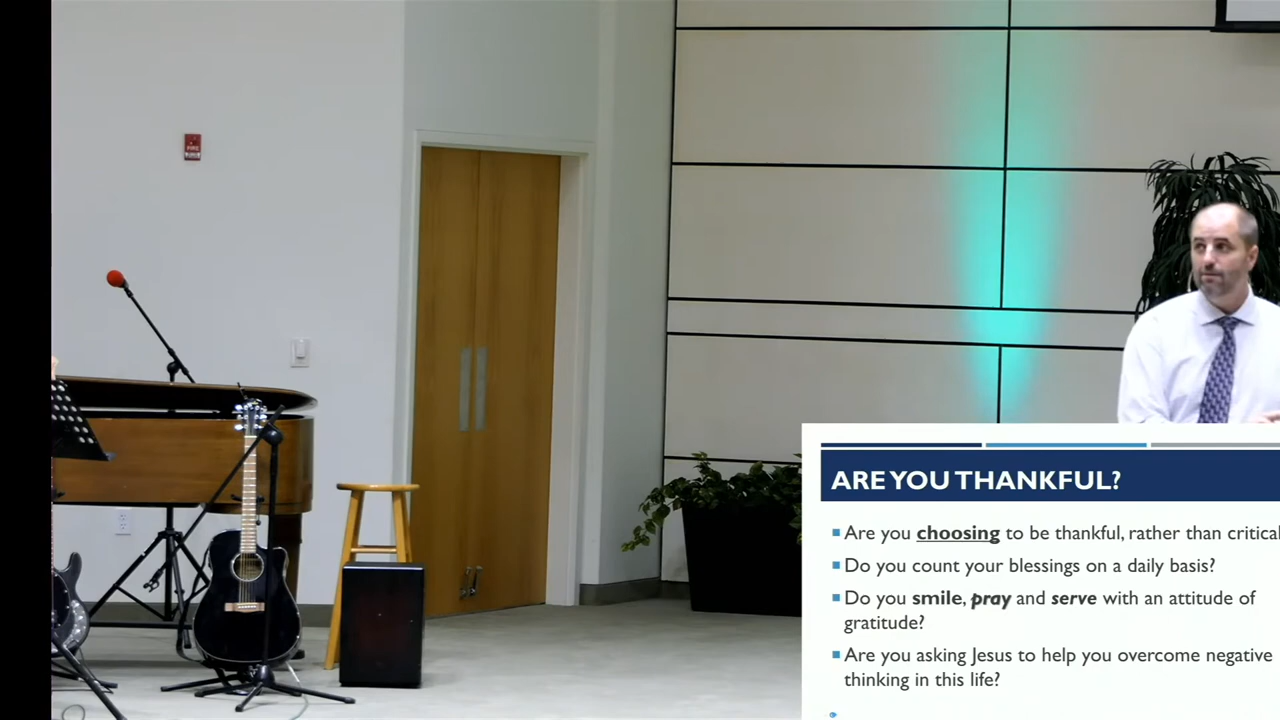 FIRE
ARE YOU THANKFUL?
Are you choosing to be thankful, rather than critical
Do you count your blessings on a daily basis?
Do you smile, pray and serve with an attitude of
gratitude?
Are you asking Jesus to help you overcome negative
thinking in this life?